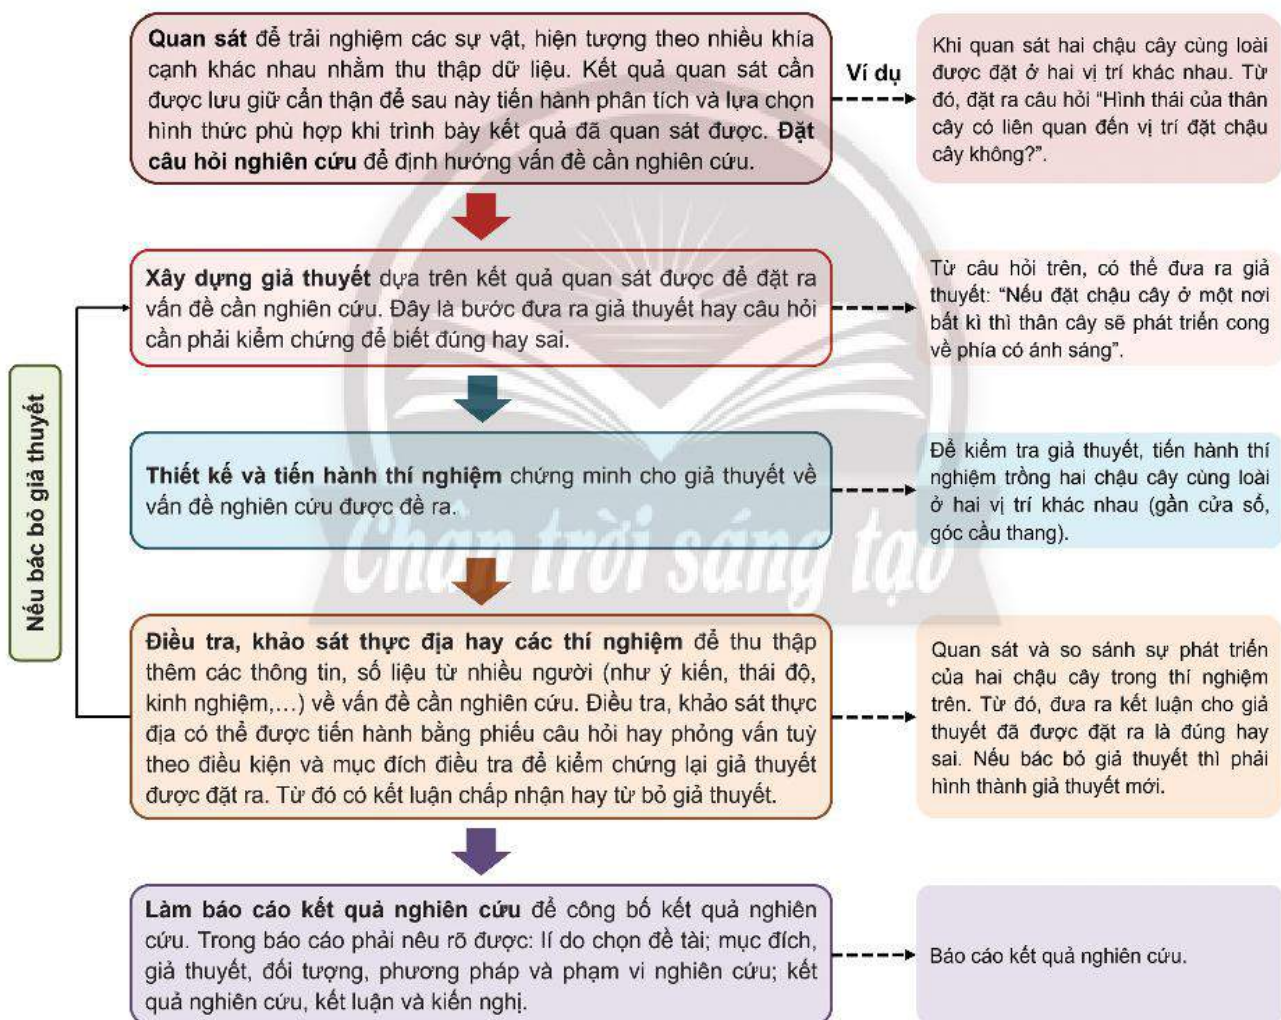 Quan sát để trải nghiệm các sự vật, hiện tượng theo nhiều khía
cạnh khác nhau nhằm thu thập dữ liệu. Kết quả quan sát cần
được lưu giữ cẩn thận để sau này tiến hành phân tích và lựa chọn
hình thức phù hợp khi trình bày kết quả đã quan sát được. Đặt
câu hỏi nghiên cứu để định hướng vấn đề cần nghiên cứu.
Ví dụ
Khi quan sát hai chậu cây cùng loài
được đặt ở hai vị trí khác nhau. Từ
đó, đặt ra câu hỏi “Hình thái của thân
cây có liên quan đến vị trí đặt chậu
cây không?”.
Xây dựng giả thuyết dựa trên kết quả quan sát được để đặt ra
vấn đề cần nghiên cứu. Đây là bước đưa ra giả thuyết hay câu hỏi
cần phải kiểm chứng để biết đúng hay sai.
Từ câu hỏi trên, có thể đưa ra giả
thuyết: “Nếu đặt chậu cây ở một nơi
bất kì thì thân cây sẽ phát triển cong
về phía có ánh sáng”.
Nếu bác bỏ giả thuyết
Thiết kế và tiến hành thí nghiệm chứng minh cho giả thuyết về
vấn đề nghiên cứu được đề ra.
Để kiểm tra giả thuyết, tiến hành thí
nghiệm trồng hai chậu cây cùng loài
ở hai vị trí khác nhau (gần cửa sổ,
góc cầu thang).
Chân trời sáng tạo
Điều tra, khảo sát thực địa hay các thí nghiệm để thu thập
thêm các thông tin, số liệu từ nhiều người (như ý kiến, thái độ,
kinh nghiệm,…) về vấn đề cần nghiên cứu. Điều tra, khảo sát thực
địa có thể được tiến hành bằng phiếu câu hỏi hay phỏng vấn tuỳ
theo điều kiện và mục đích điều tra để kiểm chứng lại giả thuyết
được đặt ra. Từ đó có kết luận chấp nhận hay từ bỏ giả thuyết.
Quan sát và so sánh sự phát triển
của hai chậu cây trong thí nghiệm
trên. Từ đó, đưa ra kết luận cho giả
thuyết đã được đặt ra là đúng hay
sai. Nếu bác bỏ giả thuyết thì phải
hình thành giả thuyết mới.
Làm báo cáo kết quả nghiên cứu để công bố kết quả nghiên
cứu. Trong báo cáo phải nêu rõ được: lí do chọn đề tài; mục đích,
giả thuyết, đối tượng, phương pháp và phạm vi nghiên cứu; kết
quả nghiên cứu, kết luận và kiến nghị.
Báo cáo kết quả nghiên cứu.